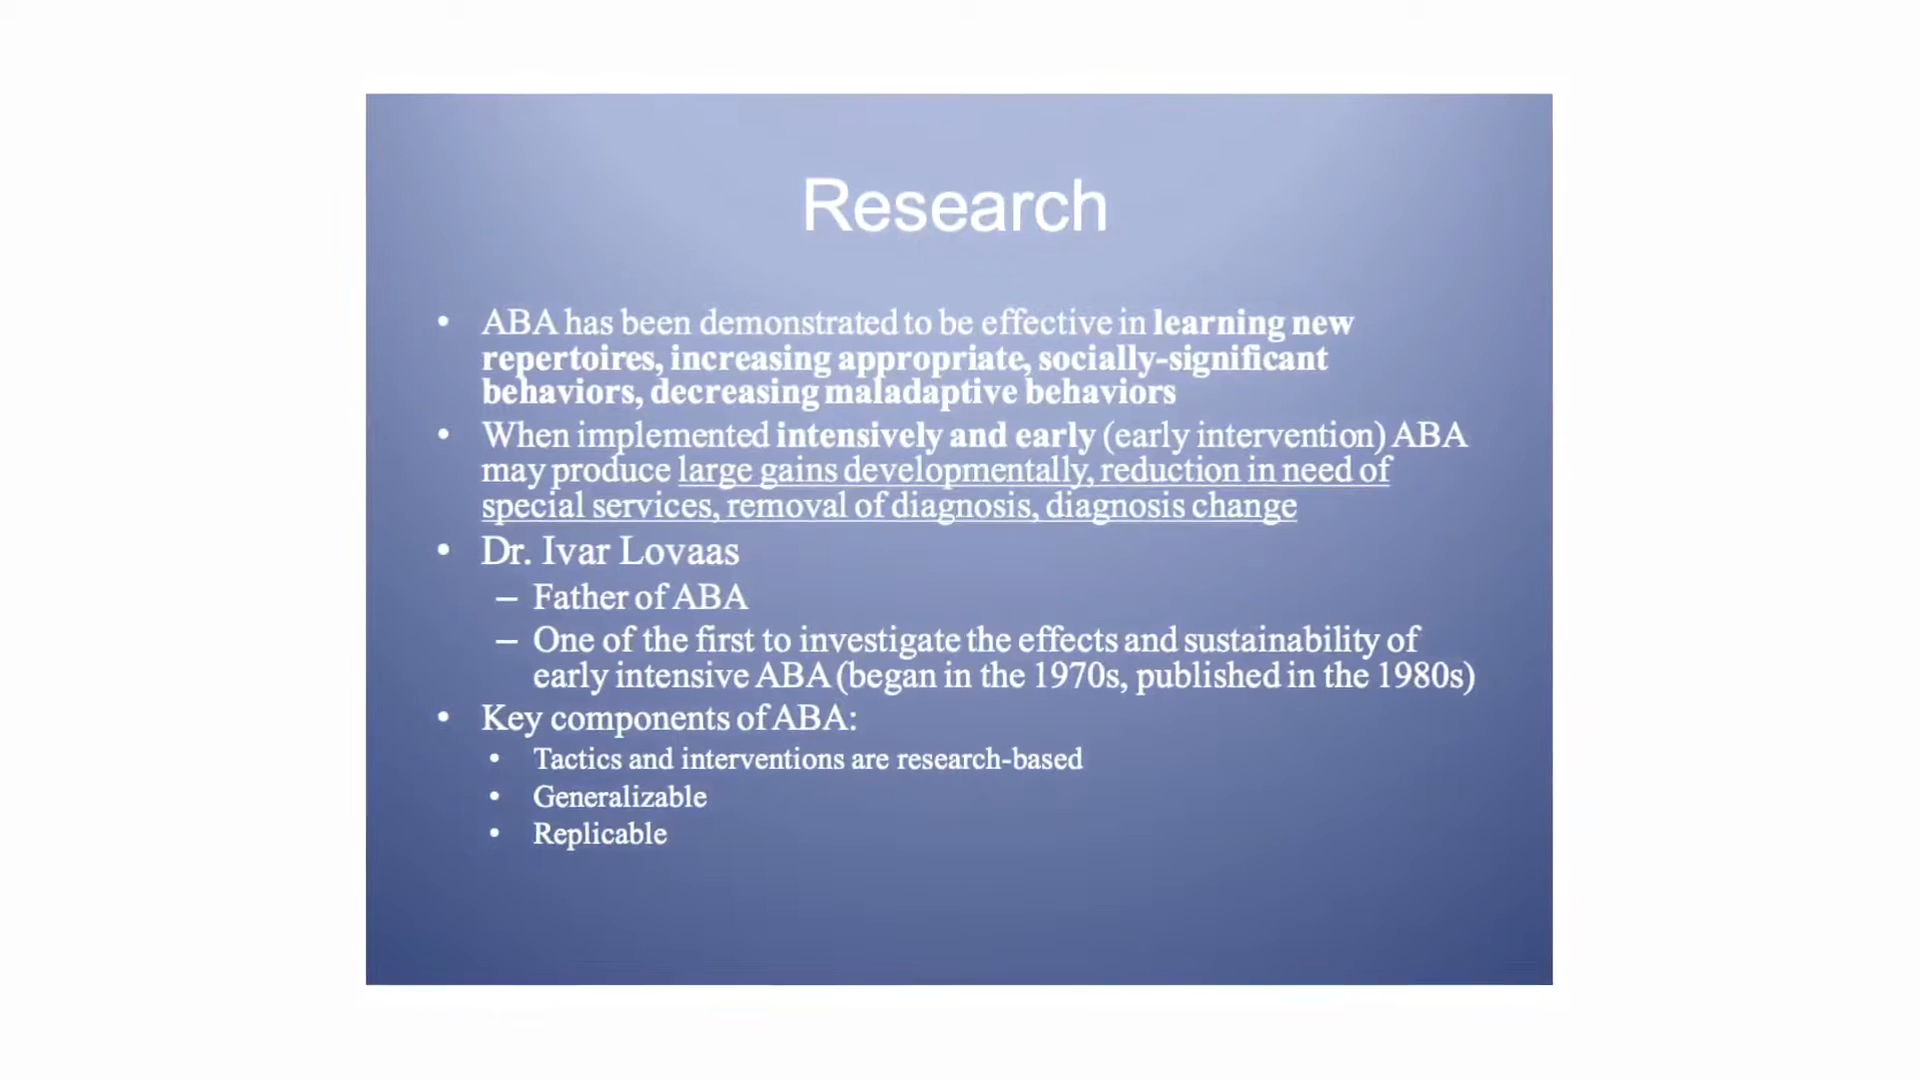 Research
• ABA has been demonstrated to be effective in learning new
repertoires, increasing appropriate, socially-significant
behaviors, decreasing maladaptive behaviors
• When implemented intensively and early (early intervention) ABA
may produce large gains developmentally, reduction in need of
special services, removal of diagnosis, diagnosis change
• Dr. Ivar Lovaas
– Father of ABA
– One of the first to investigate the effects and sustainability of
early intensive ABA (began in the 1970s, published in the 1980s)
• Key components of ABA:
• Tactics and interventions are research-based
• Generalizable
• Replicable